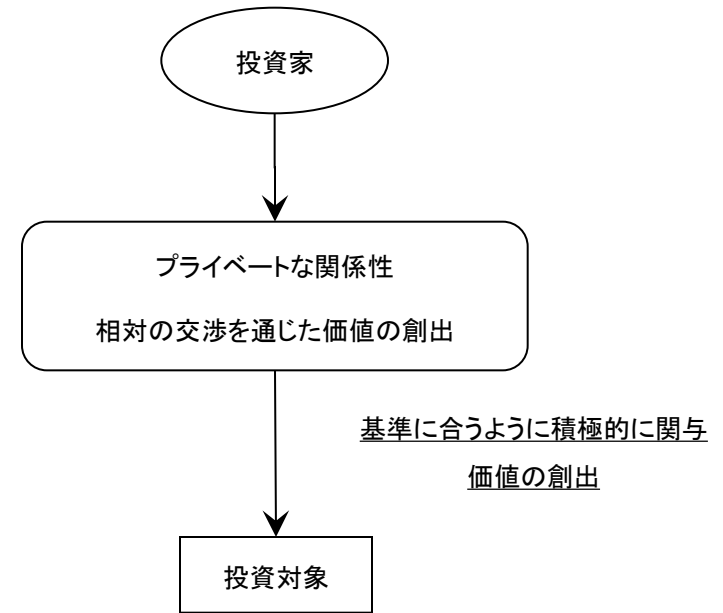 投資家
プライベートな関係性
相対の交渉を通じた価値の創出
基準に合うように積極的に関与
価値の創出
投資対象